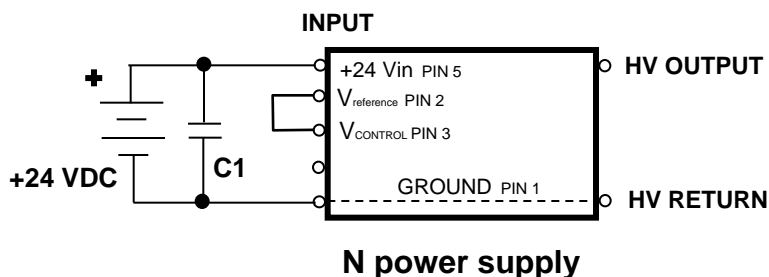 INPUT
+24 Vin PIN 5
HV OUTPUT
Vreference PIN 2
VCONTROL PIN 3
C1
+24 VDC
GROUND PIN 1
HV RETURN
N power supply